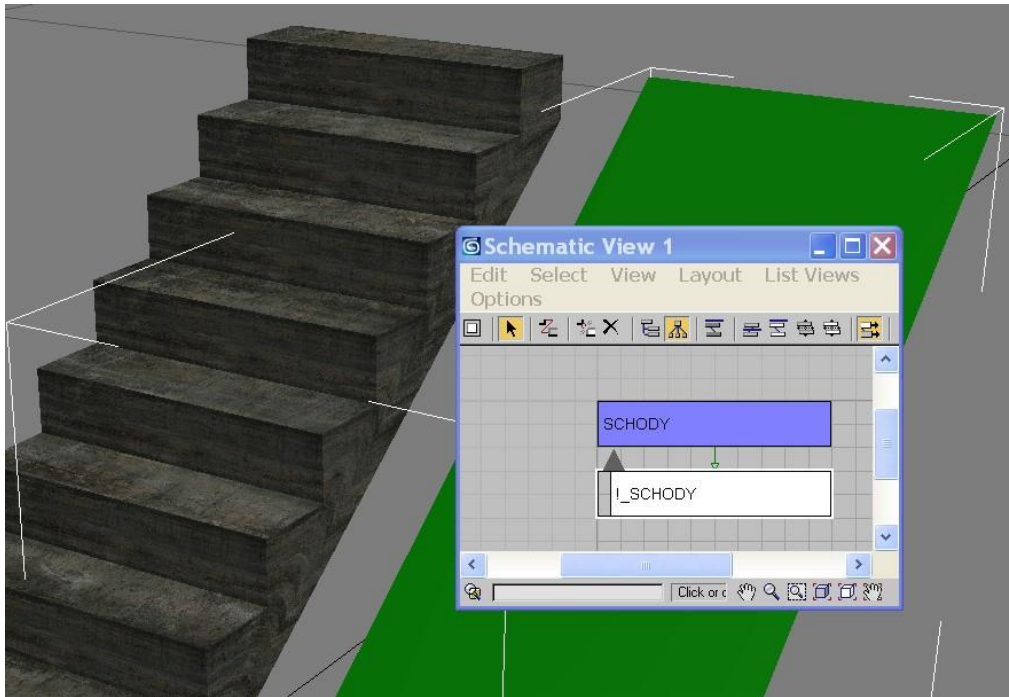 Schematic View 1
Edit Select View Layout List Views
Options
SCHODY
!_SCHODY
Click or c